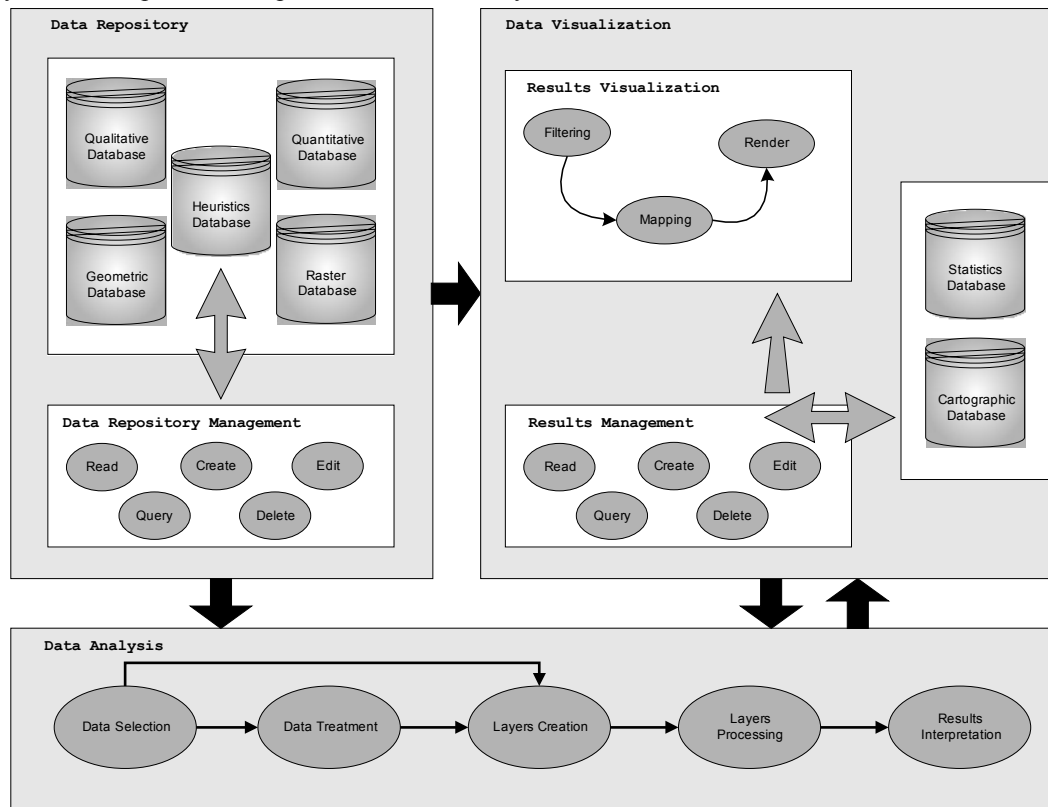 Data Repository
Qualitative
Database
Quantitative
Database
Heuristics
Database
Geometric
Database
Raster
Database
Data Repository Management
Read
Create
Edit
Query
Delete
Data Visualization
Results Visualization
Filtering
Render
Mapping
Statistics
Database
Cartographic
Database
Results Management
Read
Create
Edit
Query
Delete
Data Analysis
Data Selection
Data Treatment
Layers Creation
Layers
Processing
Results
Interpretation